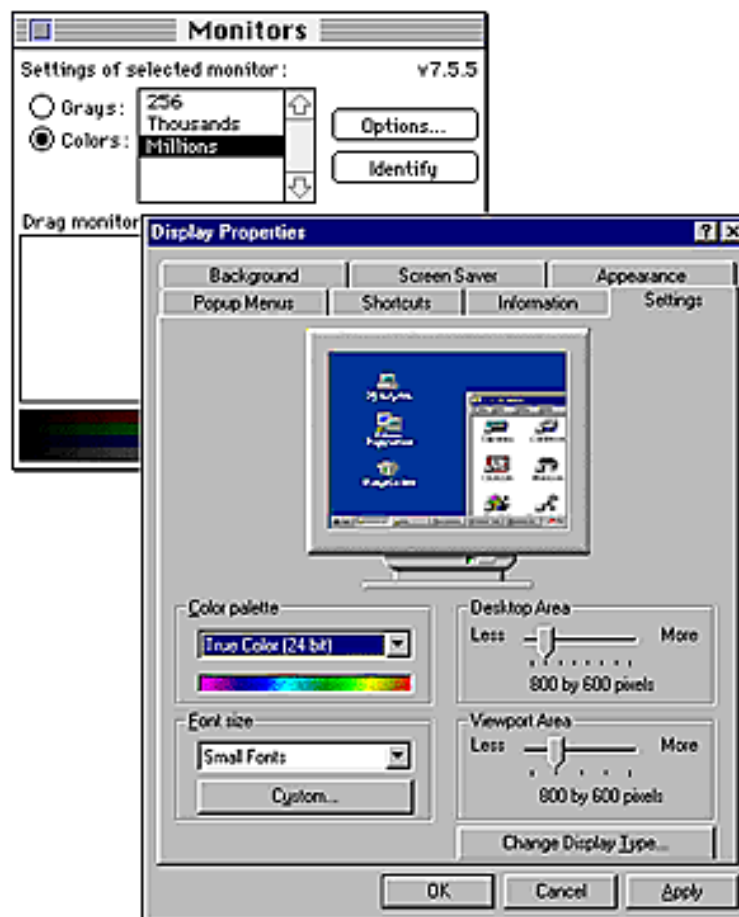 Monitors
Settings of selected monitor: v7.5.5
Grays:
Colors:
256
Thousands
Millions
Options...
Identify
Drag monitor
Display Properties
Background Screen Saver Appearance
Popup Menus Shortcuts Information Settings
Color palette
True Color (24 bit)
Font size
Small Fonts
Custom...
Desktop Area
Less More
800 by 600 pixels
Viewport Area
Less More
800 by 600 pixels
Change Display Type...
OK Cancel Apply